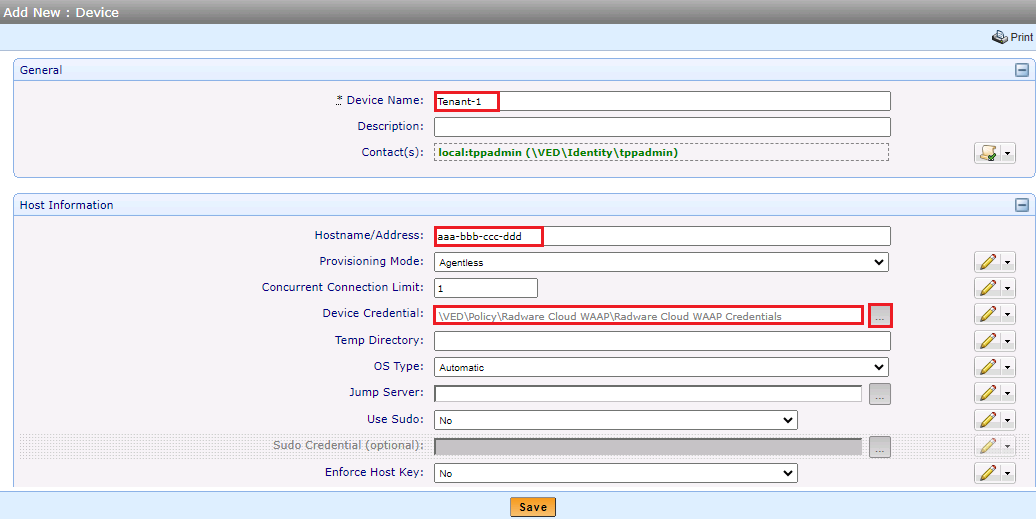 Add New : Device
Print
General
* Device Name: Tenant-1
Description:
Contact(s): local:tppadmin (\VED\Identity\tppadmin)
Host Information
Hostname/Address: aaa-bbb-ccc-ddd
Provisioning Mode: Agentless
Concurrent Connection Limit: 1
Device Credential: \VED\Policy\Radware Cloud WAAP\Radware Cloud WAAP Credentials ...
Temp Directory:
OS Type: Automatic
Jump Server: ...
Use Sudo: No
Sudo Credential (optional): ...
Enforce Host Key: No
Save